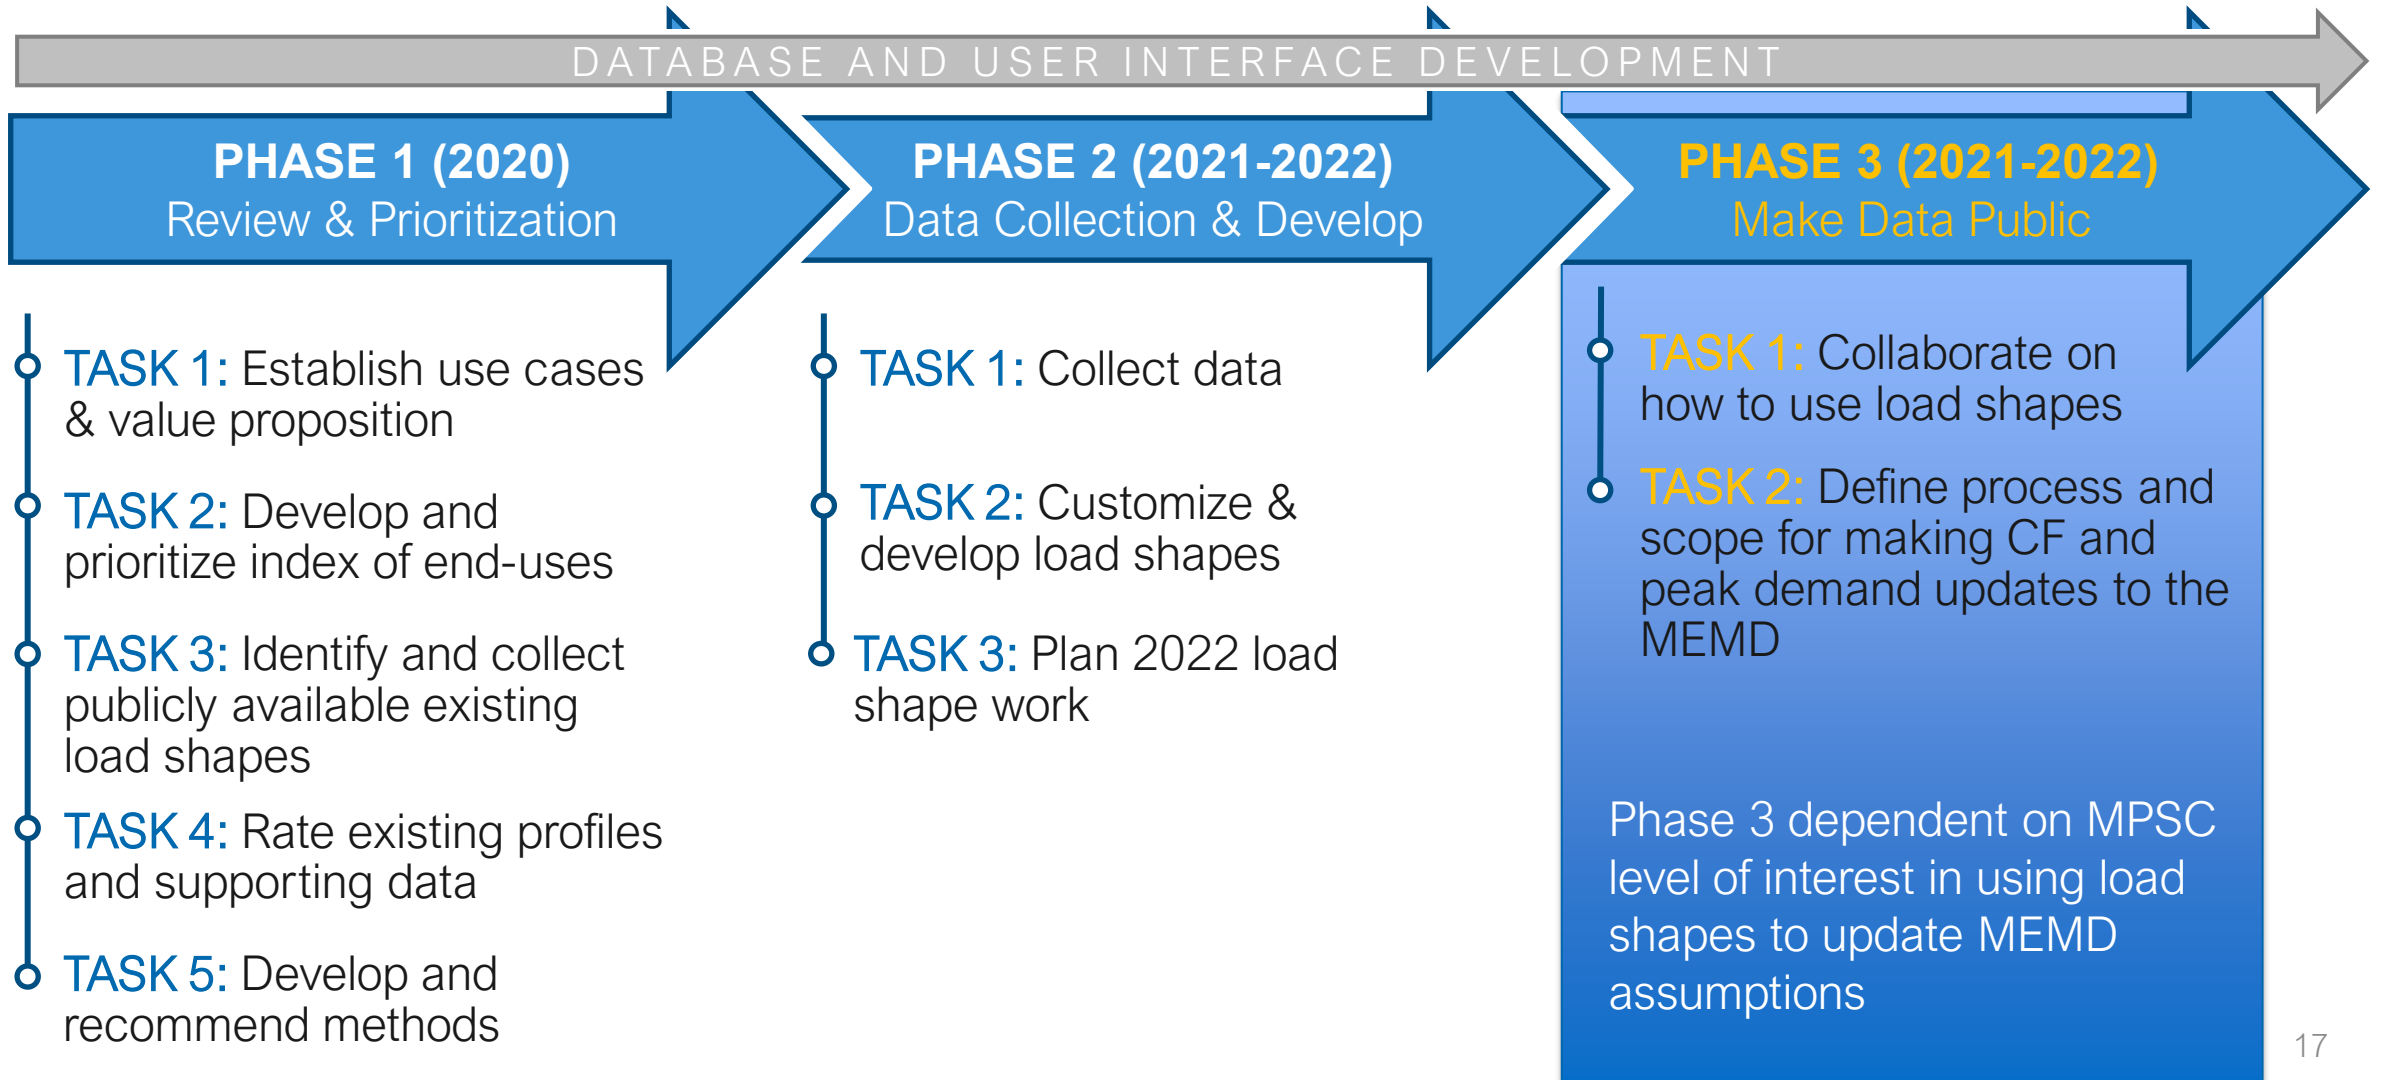 DATABASE AND USER INTERFACE DEVELOPMENT
PHASE 1 (2020)
Review & Prioritization
TASK 1: Establish use cases
& value proposition
TASK 2: Develop and
prioritize index of end-uses
TASK 3: Identify and collect
publicly available existing
load shapes
TASK 4: Rate existing profiles
and supporting data
TASK 5: Develop and
recommend methods
PHASE 2 (2021-2022)
Data Collection & Develop
TASK 1: Collect data
TASK 2: Customize &
develop load shapes
TASK 3: Plan 2022 load
shape work
PHASE 3 (2021-2022)
Make Data Public
TASK 1: Collaborate on
how to use load shapes
TASK 2: Define process and
scope for making CF and
peak demand updates to the
MEMD
Phase 3 dependent on MPSC
level of interest in using load
shapes to update MEMD
assumptions
17